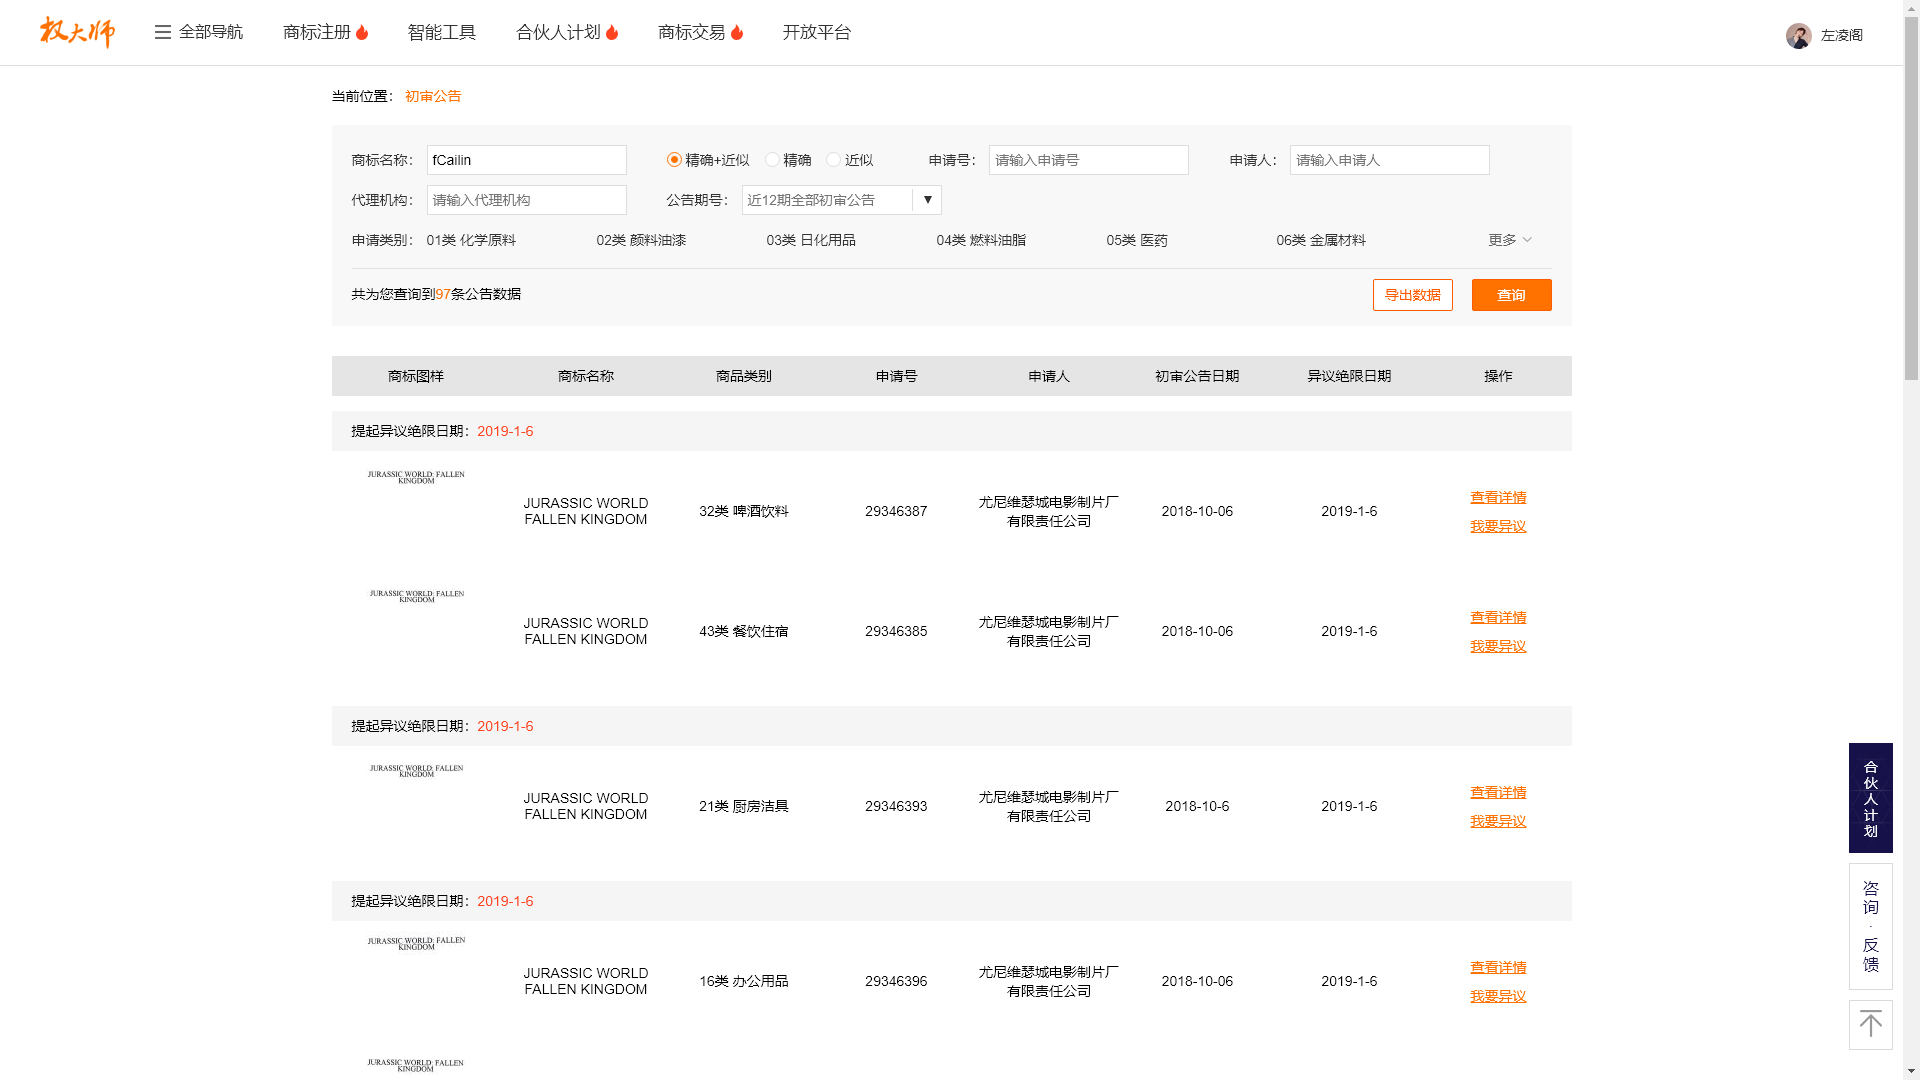 权大师 全部导航 商标注册 智能工具 合伙人计划 商标交易 开放平台 左凌阁
当前位置： 初审公告
商标名称： fCailin 精确+近似 精确 近似 申请号： 请输入申请号 申请人： 请输入申请人
代理机构： 请输入代理机构 公告期号： 近12期全部初审公告
申请类别： 01类 化学原料 02类 颜料油漆 03类 日化用品 04类 燃料油脂 05类 医药 06类 金属材料 更多
共为您查询到97条公告数据 导出数据 查询
商标图样 商标名称 商品类别 申请号 申请人 初审公告日期 异议绝限日期 操作
提起异议绝限日期：2019-1-6
JURASSIC WORLD: FALLEN
KINGDOM
JURASSIC WORLD
FALLEN KINGDOM
32类 啤酒饮料
29346387
尤尼维瑟城电影制片厂
有限责任公司
2018-10-06
2019-1-6
查看详情
我要异议
JURASSIC WORLD: FALLEN
KINGDOM
JURASSIC WORLD
FALLEN KINGDOM
43类 餐饮住宿
29346385
尤尼维瑟城电影制片厂
有限责任公司
2018-10-06
2019-1-6
查看详情
我要异议
提起异议绝限日期：2019-1-6
JURASSIC WORLD: FALLEN
KINGDOM
JURASSIC WORLD
FALLEN KINGDOM
21类 厨房洁具
29346393
尤尼维瑟城电影制片厂
有限责任公司
2018-10-6
2019-1-6
查看详情
我要异议
提起异议绝限日期：2019-1-6
JURASSIC WORLD: FALLEN
KINGDOM
JURASSIC WORLD
FALLEN KINGDOM
16类 办公用品
29346396
尤尼维瑟城电影制片厂
有限责任公司
2018-10-06
2019-1-6
查看详情
我要异议
JURASSIC WORLD: FALLEN
KINGDOM
合伙人计划
咨询·反馈